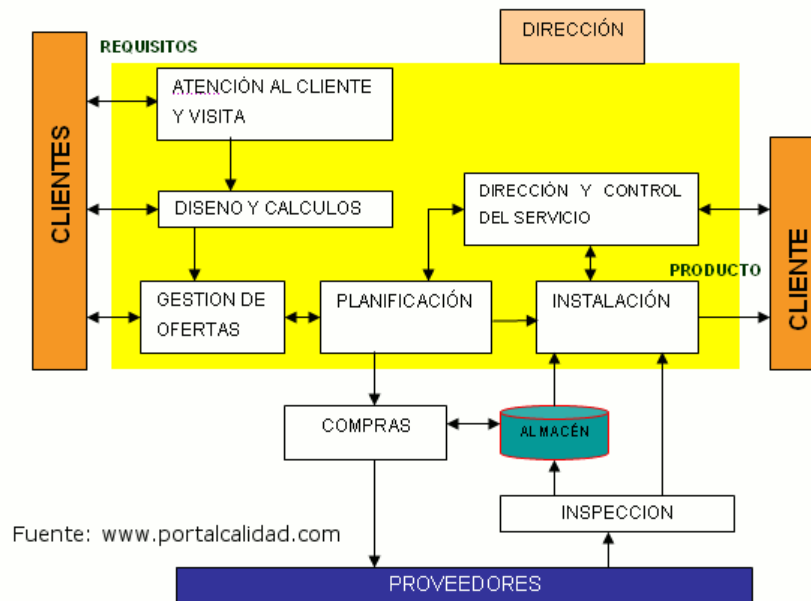 DIRECCIÓN
REQUISITOS
ATENCIÓN AL CLIENTE
Y VISITA
CLIENTES
DISENO Y CALCULOS
DIRECCIÓN Y CONTROL
DEL SERVICIO
CLIENTE
PRODUCTO
GESTION DE
OFERTAS
PLANIFICACIÓN
INSTALACIÓN
COMPRAS
ALMACÉN
INSPECCION
Fuente: www.portalcalidad.com
PROVEEDORES